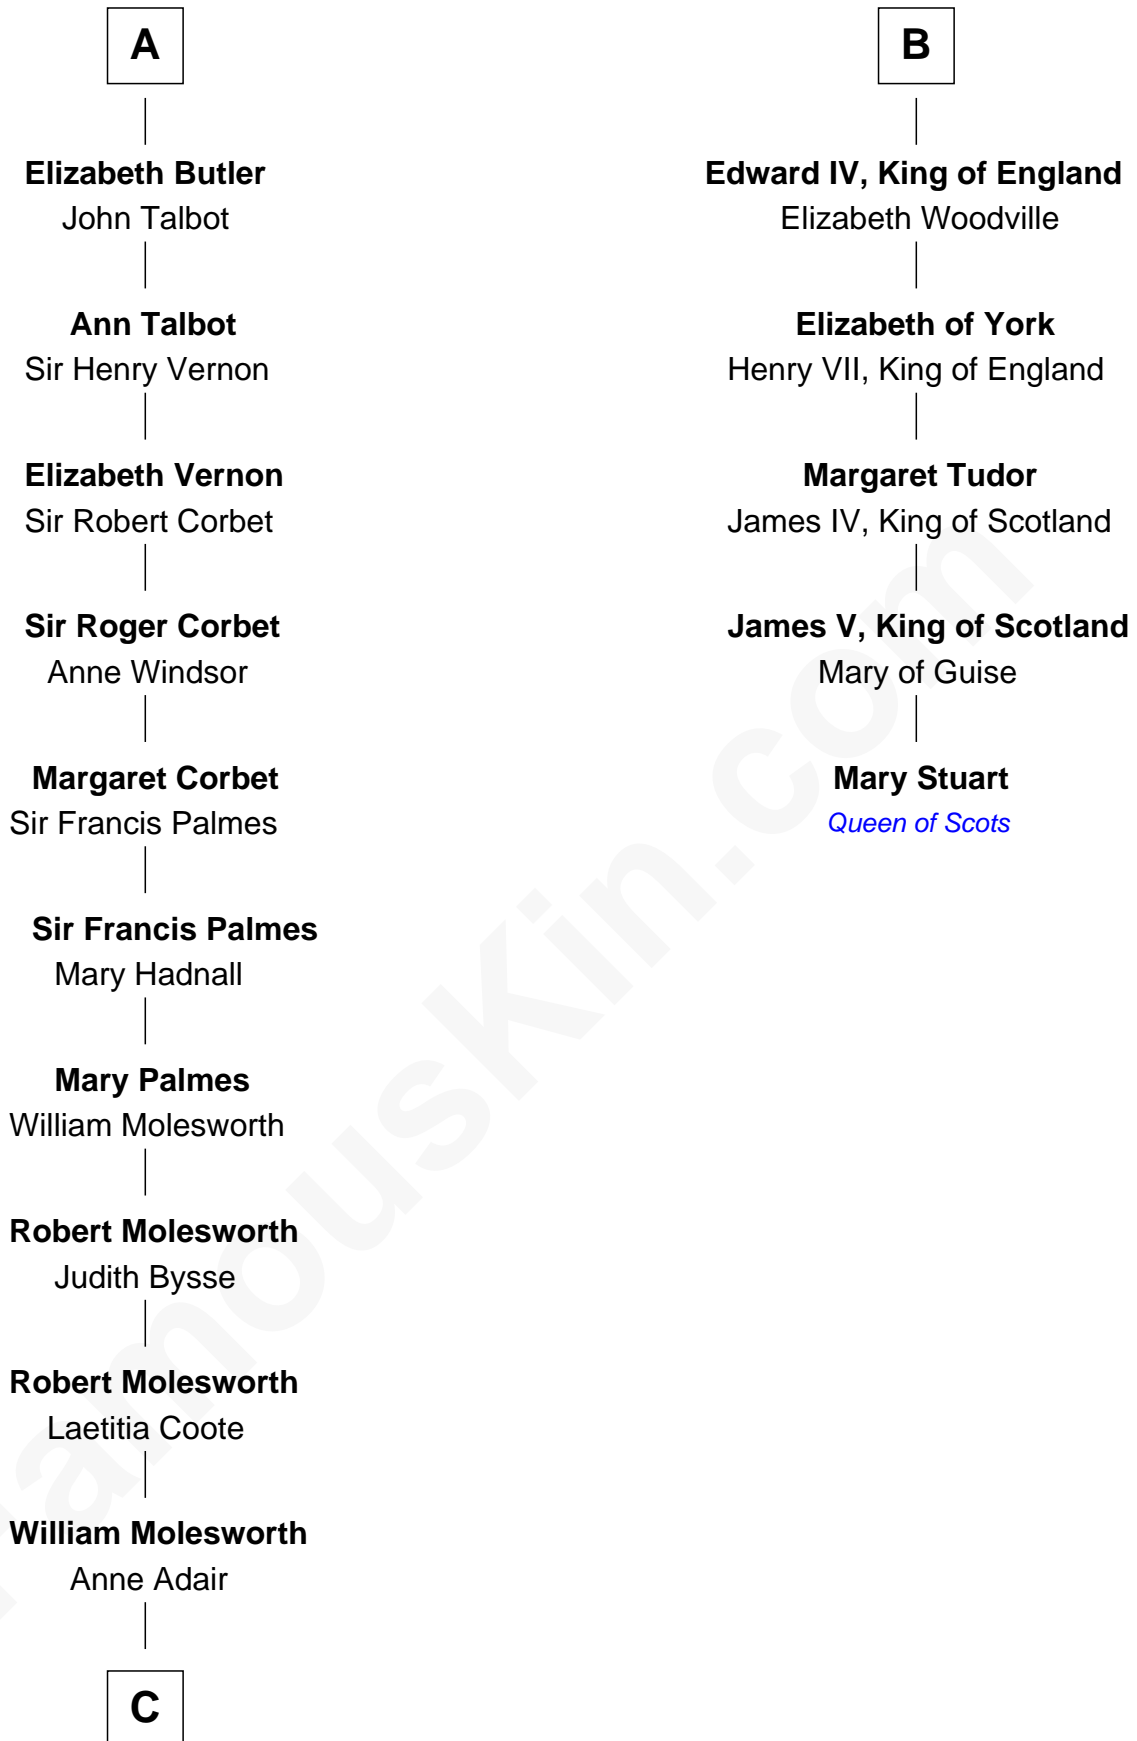 A
Elizabeth Butler
John Talbot
Ann Talbot
Sir Henry Vernon
Elizabeth Vernon
Sir Robert Corbet
Sir Roger Corbet
Anne Windsor
Margaret Corbet
Sir Francis Palmes
Sir Francis Palmes
Mary Hadnall
Mary Palmes
William Molesworth
Robert Molesworth
Judith Bysse
Robert Molesworth
Laetitia Coote
William Molesworth
Anne Adair
C
B
Edward IV, King of England
Elizabeth Woodville
Elizabeth of York
Henry VII, King of England
Margaret Tudor
James IV, King of Scotland
James V, King of Scotland
Mary of Guise
Mary Stuart
Queen of Scots
FamousKin.com